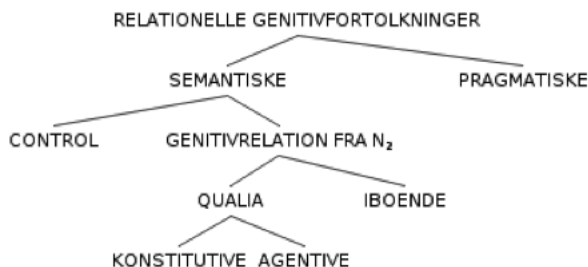 RELATIONELLE GENITIVFORTOLKNINGER
SEMANTISKE PRAGMATISKE
CONTROL GENITIVRELATION FRA N₂
QUALIA IBOENDE
KONSTITUTIVE AGENTIVE